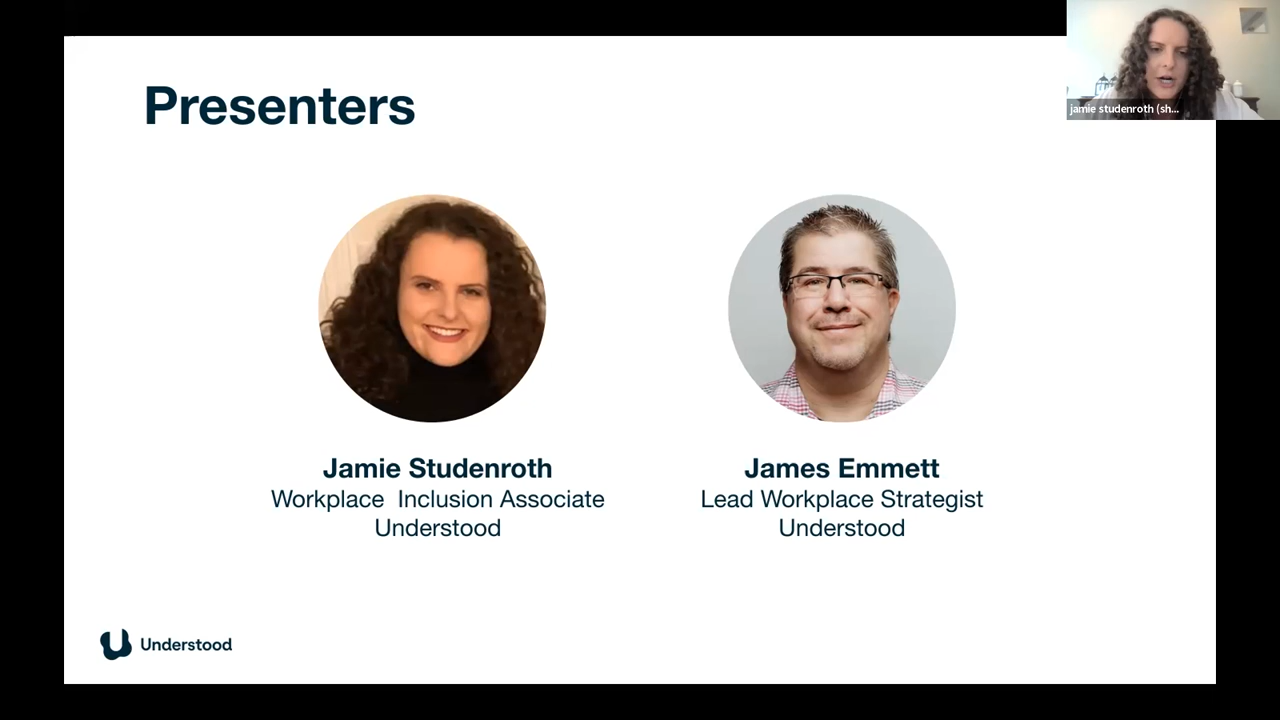 Presenters
jamie studenroth (sh...
Jamie Studenroth
Workplace  Inclusion Associate
Understood
James Emmett
Lead Workplace Strategist
Understood
Understood